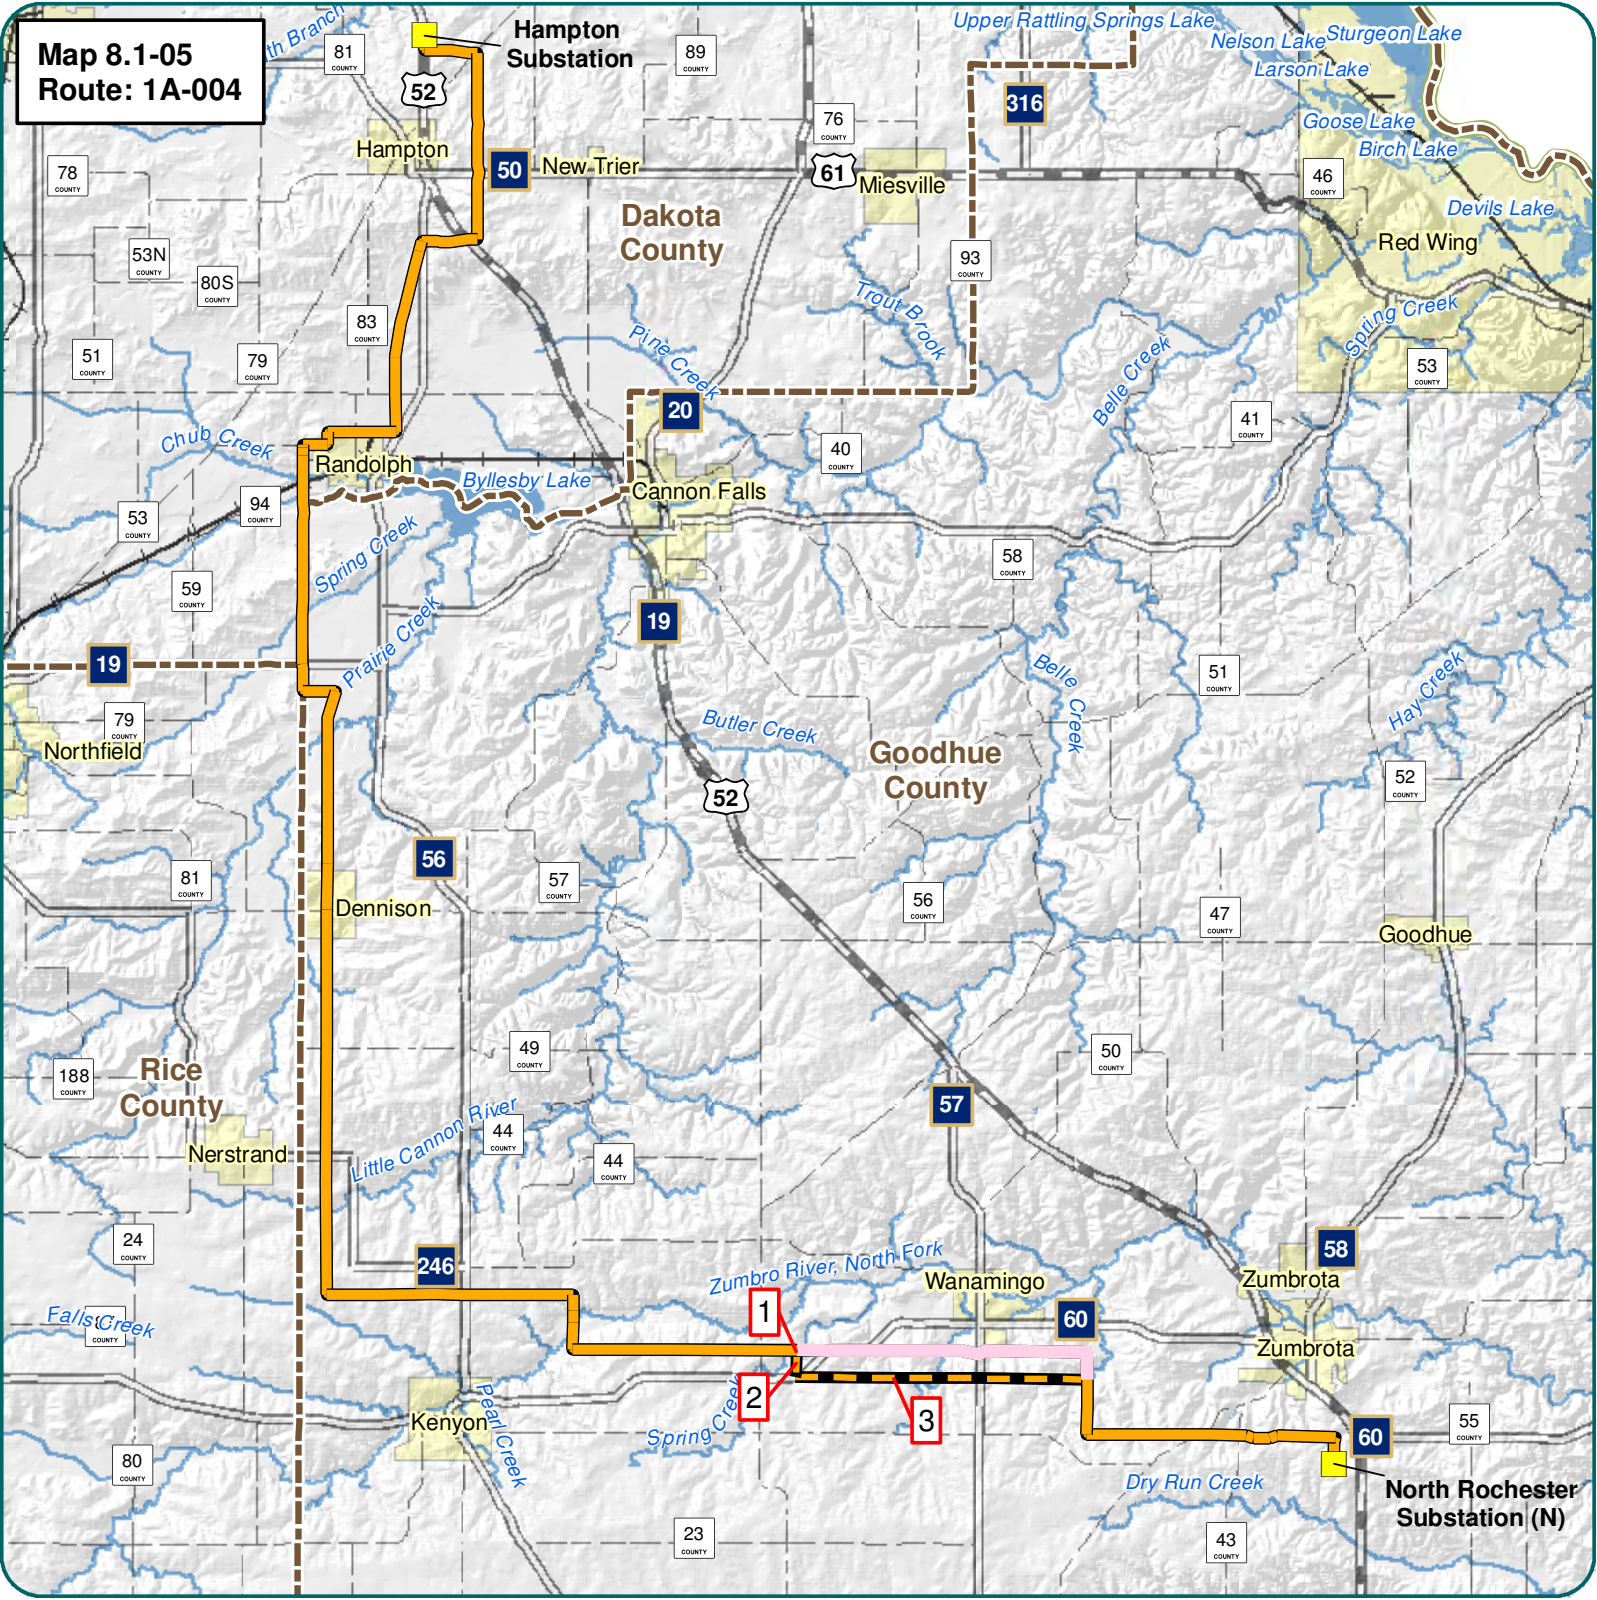 Map 8.1-05
Route: 1A-004
th Branch
81
COUNTY
52
Hampton
Substation
89
COUNTY
Upper Rattling Springs Lake
Nelson Lake
Sturgeon Lake
Larson Lake
316
Goose Lake
Birch Lake
76
COUNTY
Hampton
50
New Trier
61
Miesville
78
COUNTY
46
COUNTY
Devils Lake
Red Wing
Dakota
County
53N
COUNTY
80S
COUNTY
93
COUNTY
Trout Brook
Spring Creek
83
COUNTY
51
COUNTY
79
COUNTY
Pine Creek
Belle Creek
53
COUNTY
20
41
COUNTY
Chub Creek
40
COUNTY
Randolph
Byllesby Lake
Cannon Falls
94
COUNTY
53
COUNTY
Spring Creek
58
COUNTY
59
COUNTY
Prairie Creek
19
19
Belle Creek
51
COUNTY
Hay Creek
79
COUNTY
Northfield
Butler Creek
Goodhue
County
52
52
COUNTY
56
81
COUNTY
57
COUNTY
Dennison
56
COUNTY
47
COUNTY
Goodhue
49
COUNTY
50
COUNTY
188
COUNTY
Rice
County
57
Little Cannon River
44
COUNTY
Nerstrand
44
COUNTY
24
COUNTY
246
Zumbro River, North Fork
58
Wanamingo
Zumbrota
1
60
Falls Creek
COUNTY
Zumbrota
2
3
Kenyon
Pearl Creek
Spring Creek
60
55
COUNTY
80
COUNTY
Dry Run Creek
North Rochester
Substation (N)
23
COUNTY
43
COUNTY